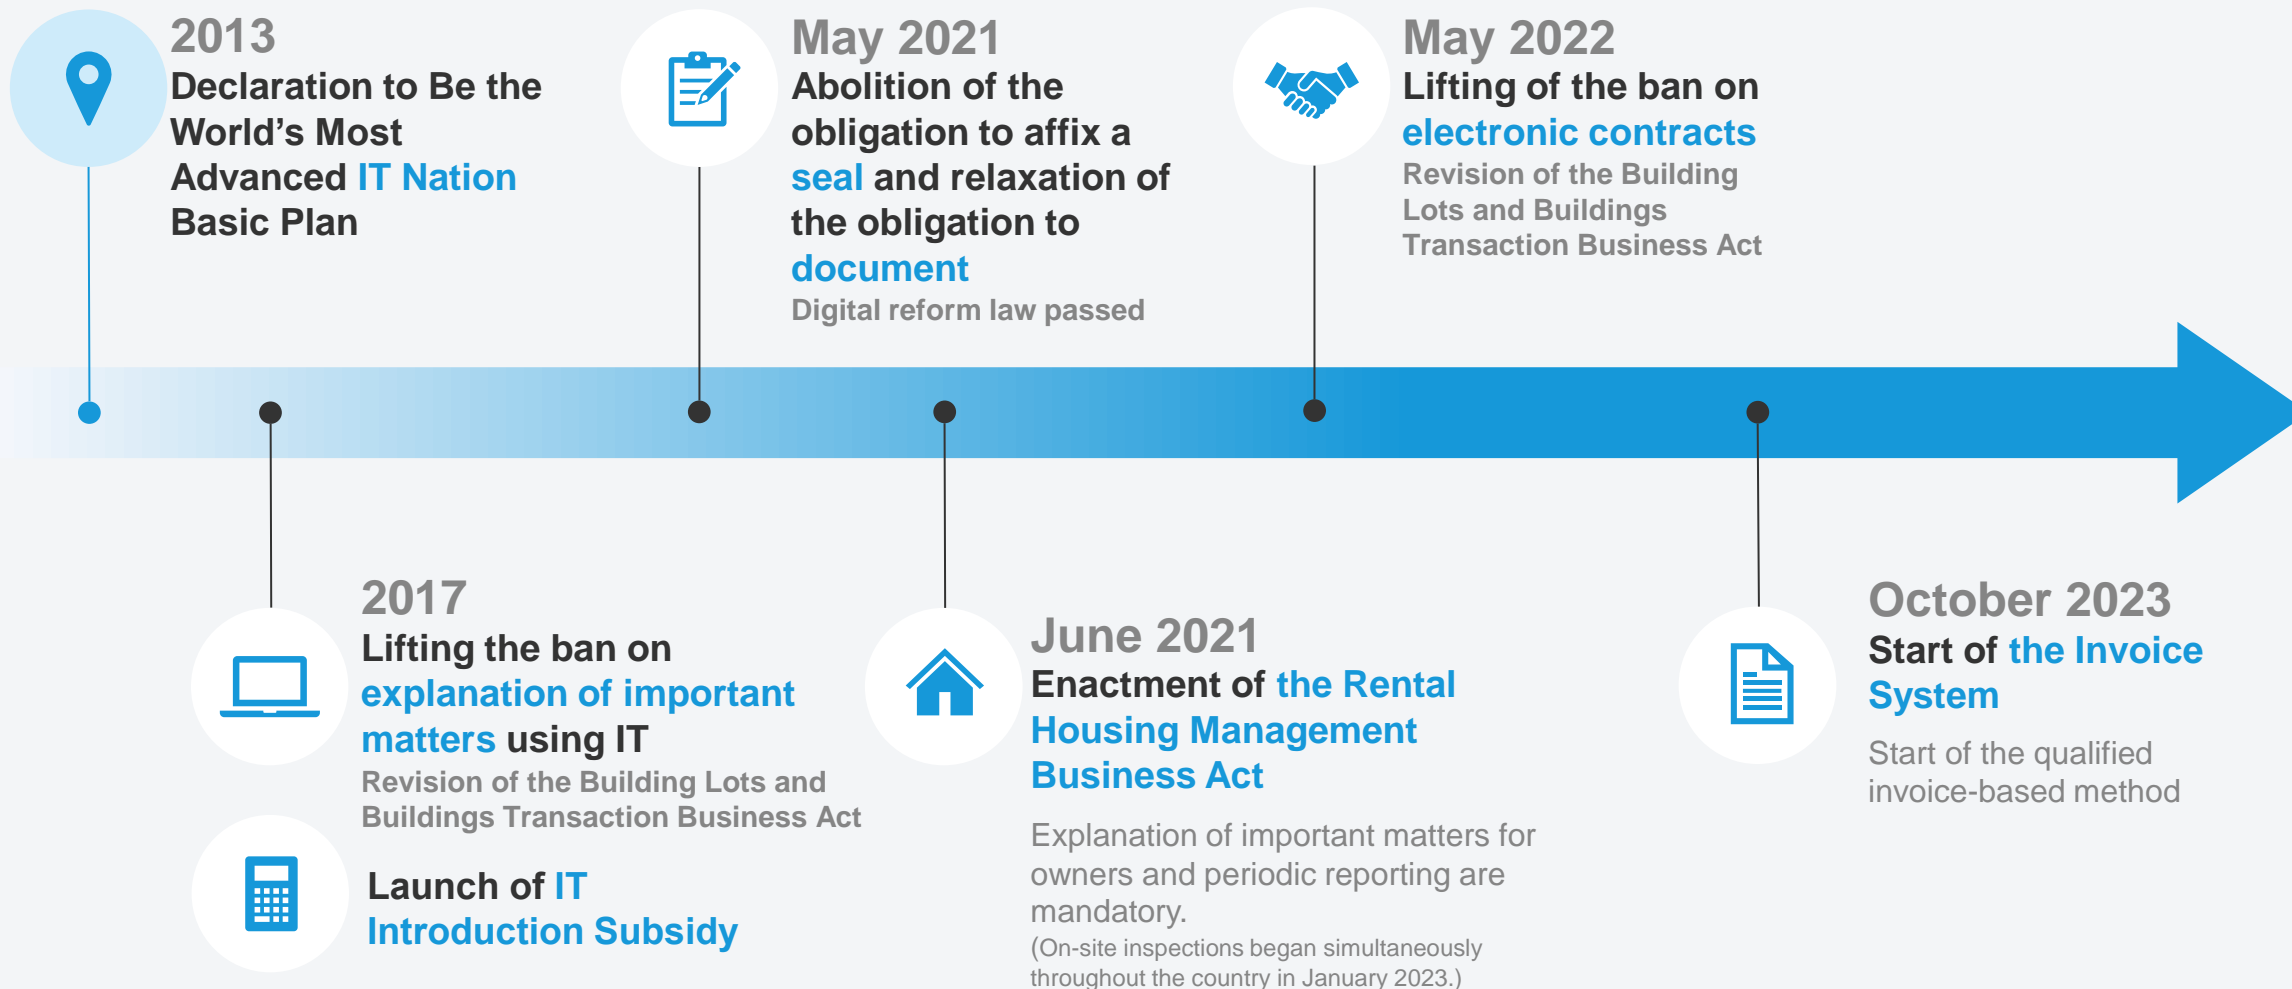 2013
Declaration to Be the
World's Most
Advanced IT Nation
Basic Plan
May 2021
Abolition of the
obligation to affix a
seal and relaxation of
the obligation to
document
Digital reform law passed
May 2022
Lifting of the ban on
electronic contracts
Revision of the Building
Lots and Buildings
Transaction Business Act
2017
Lifting the ban on
explanation of important
matters using IT
Revision of the Building Lots and
Buildings Transaction Business Act
Launch of IT
Introduction Subsidy
June 2021
Enactment of the Rental
Housing Management
Business Act
Explanation of important matters for
owners and periodic reporting are
mandatory.
(On-site inspections began simultaneously
throughout the country in January 2023.)
October 2023
Start of the Invoice
System
Start of the qualified
invoice-based method